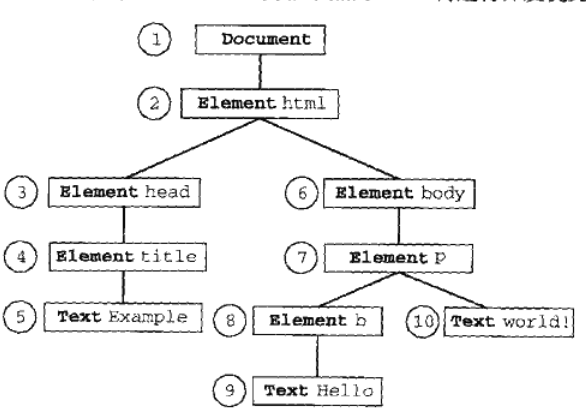 1 Document
2 Element html
3 Element head 6 Element body
4 Element title 7 Element P
5 Text Example 8 Element b 10 Text world!
9 Text Hello